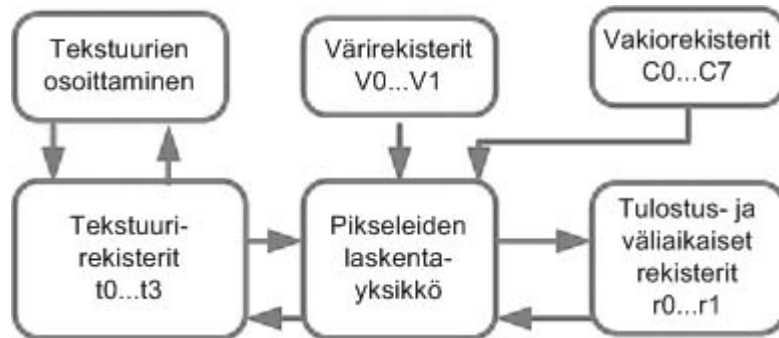 Tekstuurien
osoittaminen
Värirekisterit
V0...V1
Vakiorekisterit
C0...C7
Tekstuuri-
rekisterit
t0...t3
Pikseleiden
laskenta-
yksikkö
Tulostus- ja
väliaikaiset
rekisterit
r0...r1